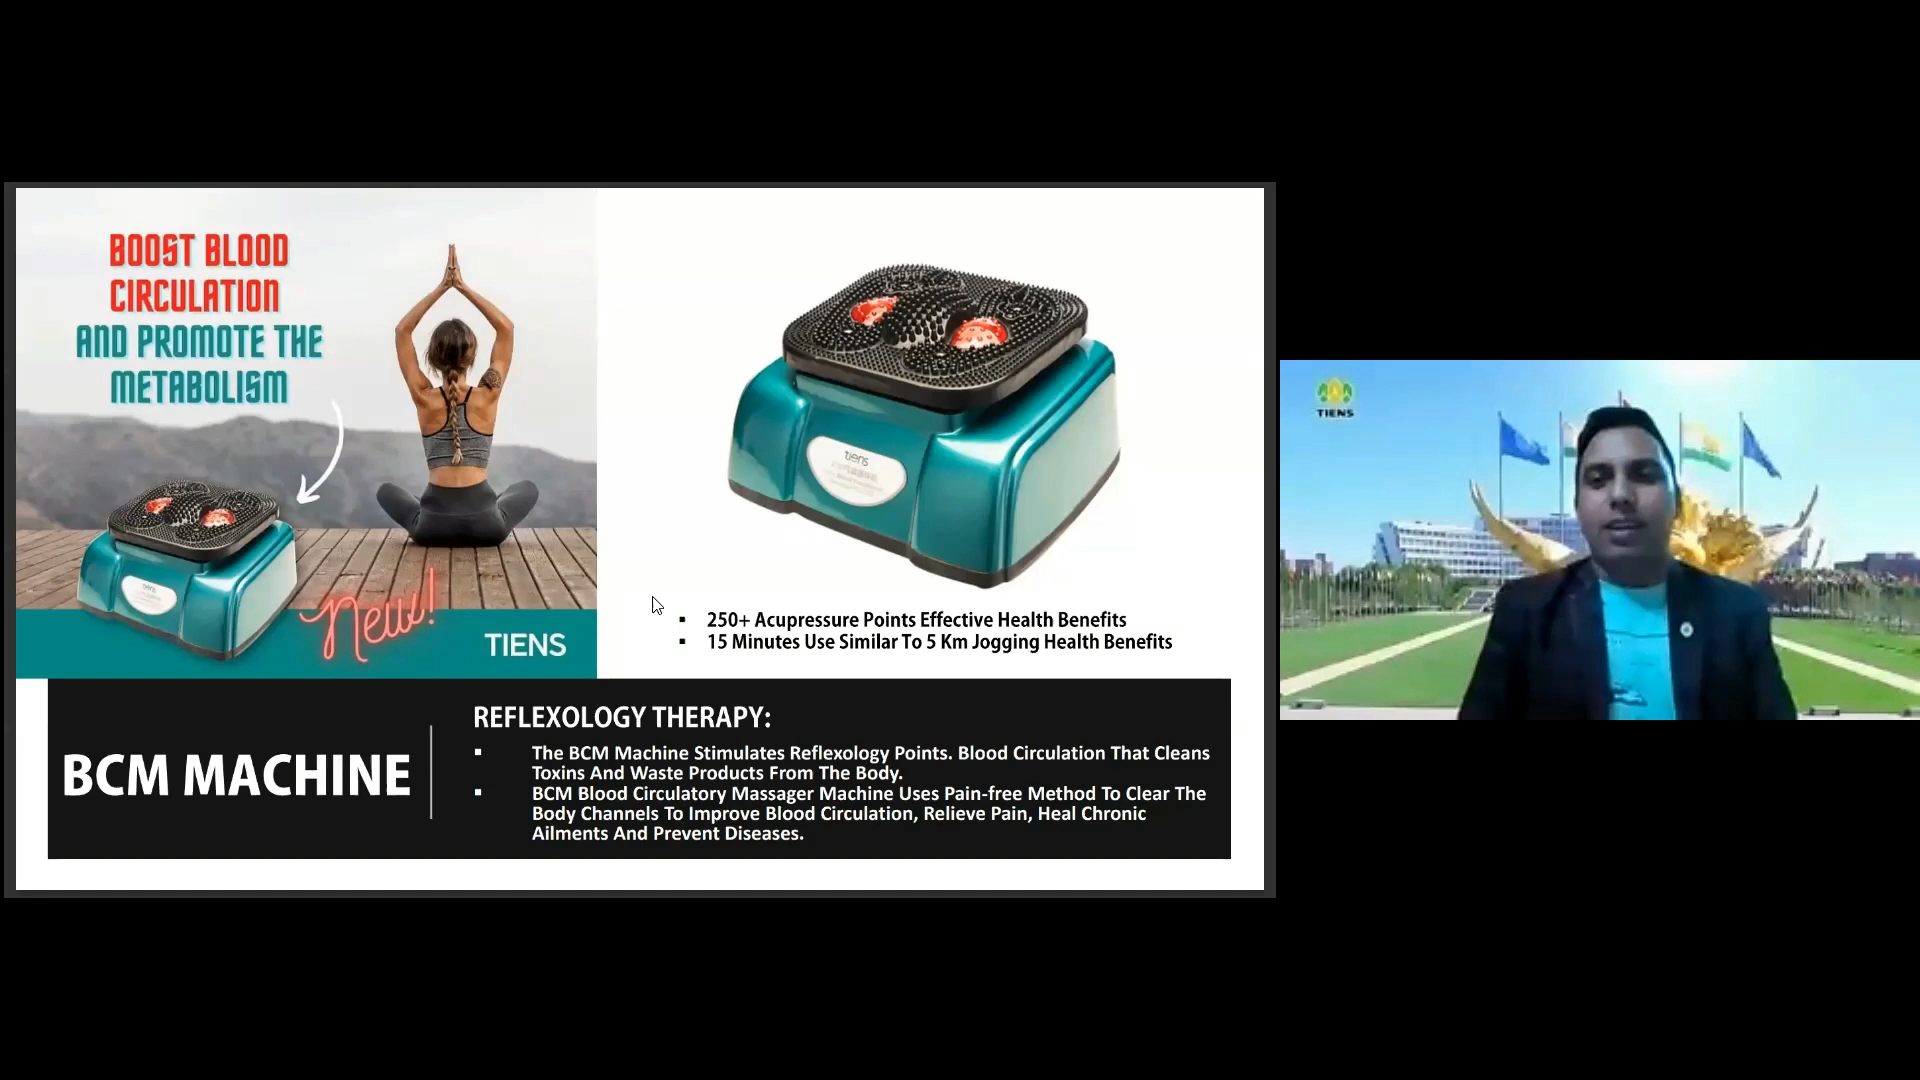 BOOST BLOOD
CIRCULATION
AND PROMOTE THE
METABOLISM
New!
TIENS
tiens
▪ 250+ Acupressure Points Effective Health Benefits
▪ 15 Minutes Use Similar To 5 Km Jogging Health Benefits
BCM MACHINE
REFLEXOLOGY THERAPY:
▪ The BCM Machine Stimulates Reflexology Points. Blood Circulation That Cleans
Toxins And Waste Products From The Body.
▪ BCM Blood Circulatory Massager Machine Uses Pain-free Method To Clear The
Body Channels To Improve Blood Circulation, Relieve Pain, Heal Chronic
Ailments And Prevent Diseases.
TIENS